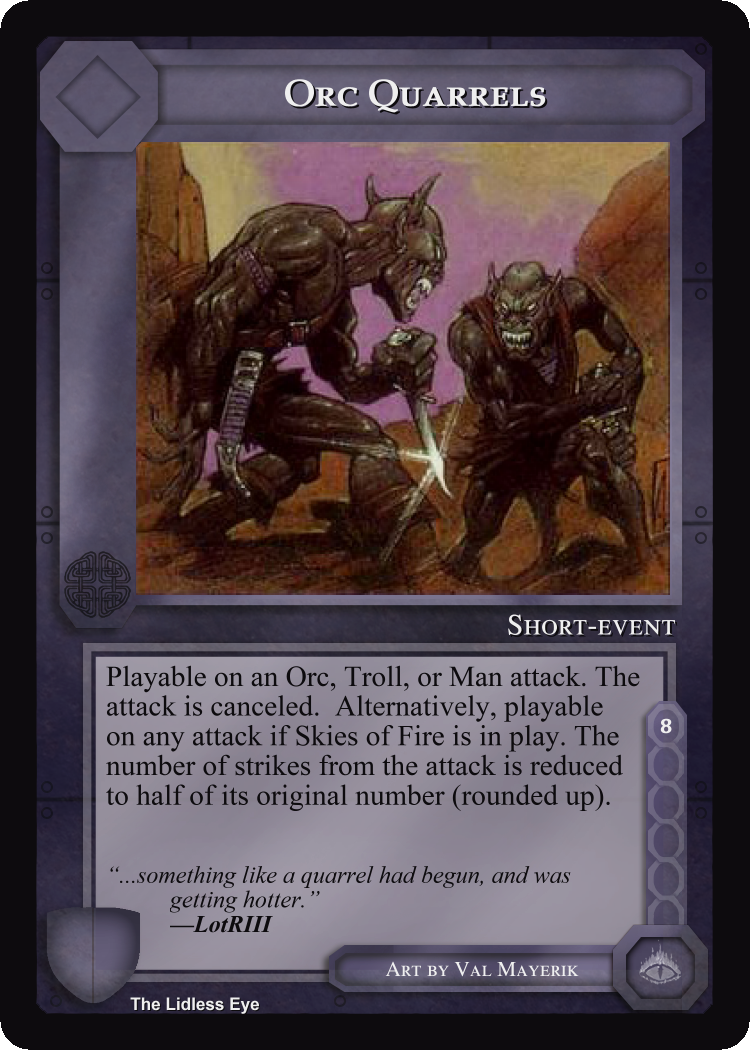 Orc Quarrels
Short-event
Playable on an Orc, Troll, or Man attack. The
attack is canceled.  Alternatively, playable
on any attack if Skies of Fire is in play. The
number of strikes from the attack is reduced
to half of its original number (rounded up).
8
“...something like a quarrel had begun, and was
getting hotter.”
—LotRIII
Art by Val Mayerik
The Lidless Eye